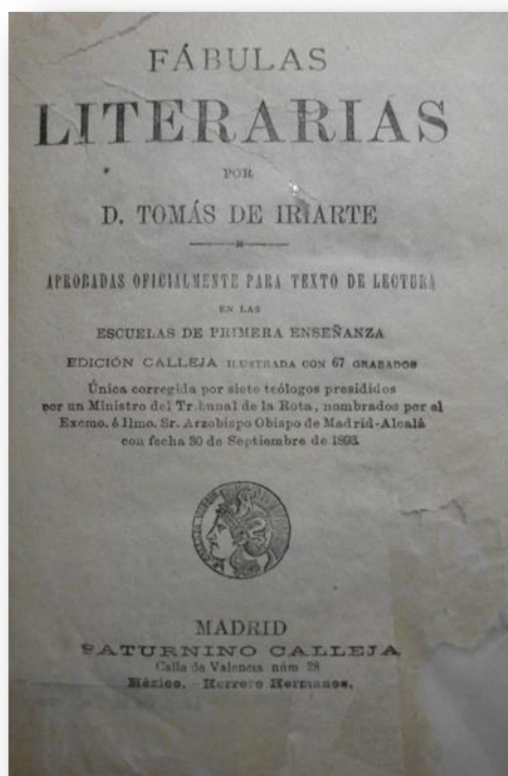 FÁBULAS
LITERARIAS
POR
D. TOMÁS DE IRIARTE
APROBADAS OFICIALMENTE PARA TEXTO DE LECTURA
EN LAS
ESCUELAS DE PRIMERA ENSEÑANZA
EDICIÓN CALLEJA ILUSTRADA CON 67 GRABADOS
Única corregida por siete teólogos presididos
por un Ministro del Tribunal de la Rota, nombrados por el
Excmo. é Ilmo. Sr. Arzobispo Obispo de Madrid-Alcalá
con fecha 30 de Septiembre de 1893.
MADRID
SATURNINO CALLEJA
Calle de Valencia núm 28
México. - Herrero Hermanos.